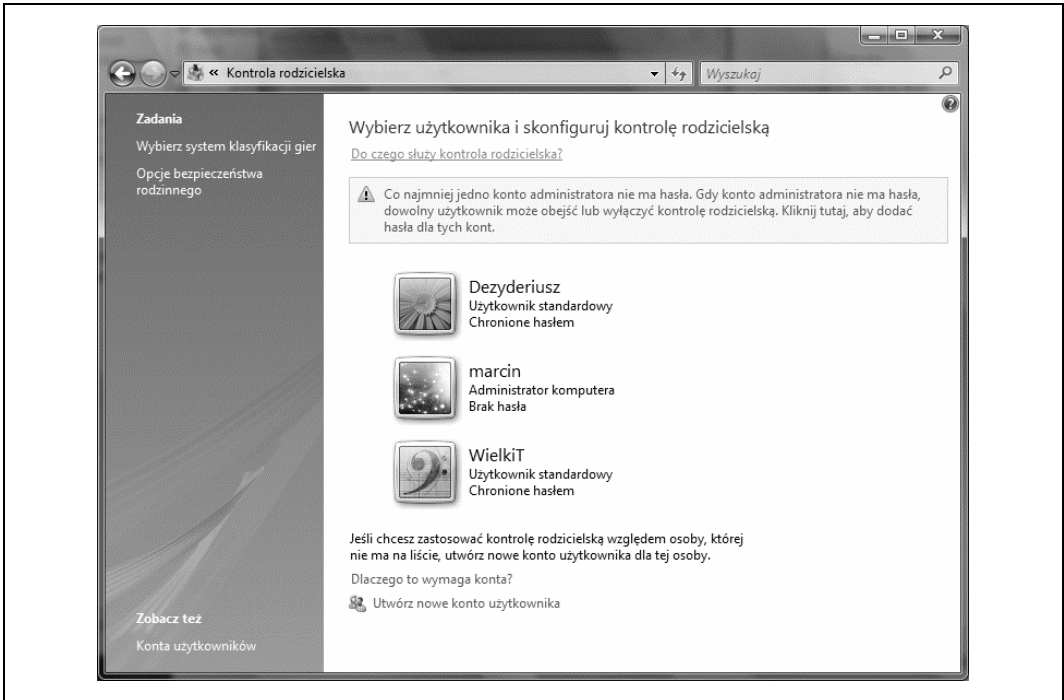 « Kontrola rodzicielska
Wyszukaj
Zadania
Wybierz system klasyfikacji gier
Opcje bezpieczeństwa
rodzinnego
Wybierz użytkownika i skonfiguruj kontrolę rodzicielską
Do czego służy kontrola rodzicielska?
Co najmniej jedno konto administratora nie ma hasła. Gdy konto administratora nie ma hasła,
dowolny użytkownik może obejść lub wyłączyć kontrolę rodzicielską. Kliknij tutaj, aby dodać
hasła dla tych kont.
Dezyderiusz
Użytkownik standardowy
Chronione hasłem
marcin
Administrator komputera
Brak hasła
WielkiT
Użytkownik standardowy
Chronione hasłem
Jeśli chcesz zastosować kontrolę rodzicielską względem osoby, której
nie ma na liście, utwórz nowe konto użytkownika dla tej osoby.
Dlaczego to wymaga konta?
Utwórz nowe konto użytkownika
Zobacz też
Konta użytkowników